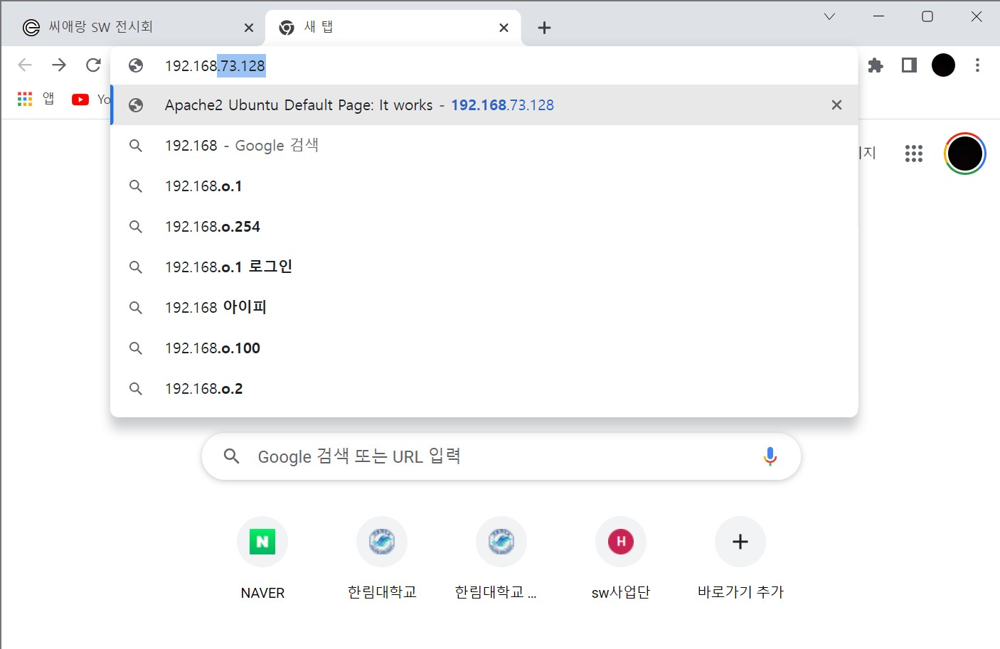 씨애랑 SW 전시회
새 탭
192.168.73.128
앱
Yo
Apache2 Ubuntu Default Page: It works - 192.168.73.128
192.168 - Google 검색
192.168.o.1
192.168.o.254
192.168.o.1 로그인
192.168 아이피
192.168.o.100
192.168.o.2
지
Google 검색 또는 URL 입력
N
H
NAVER
한림대학교
한림대학교 ...
sw사업단
바로가기 추가